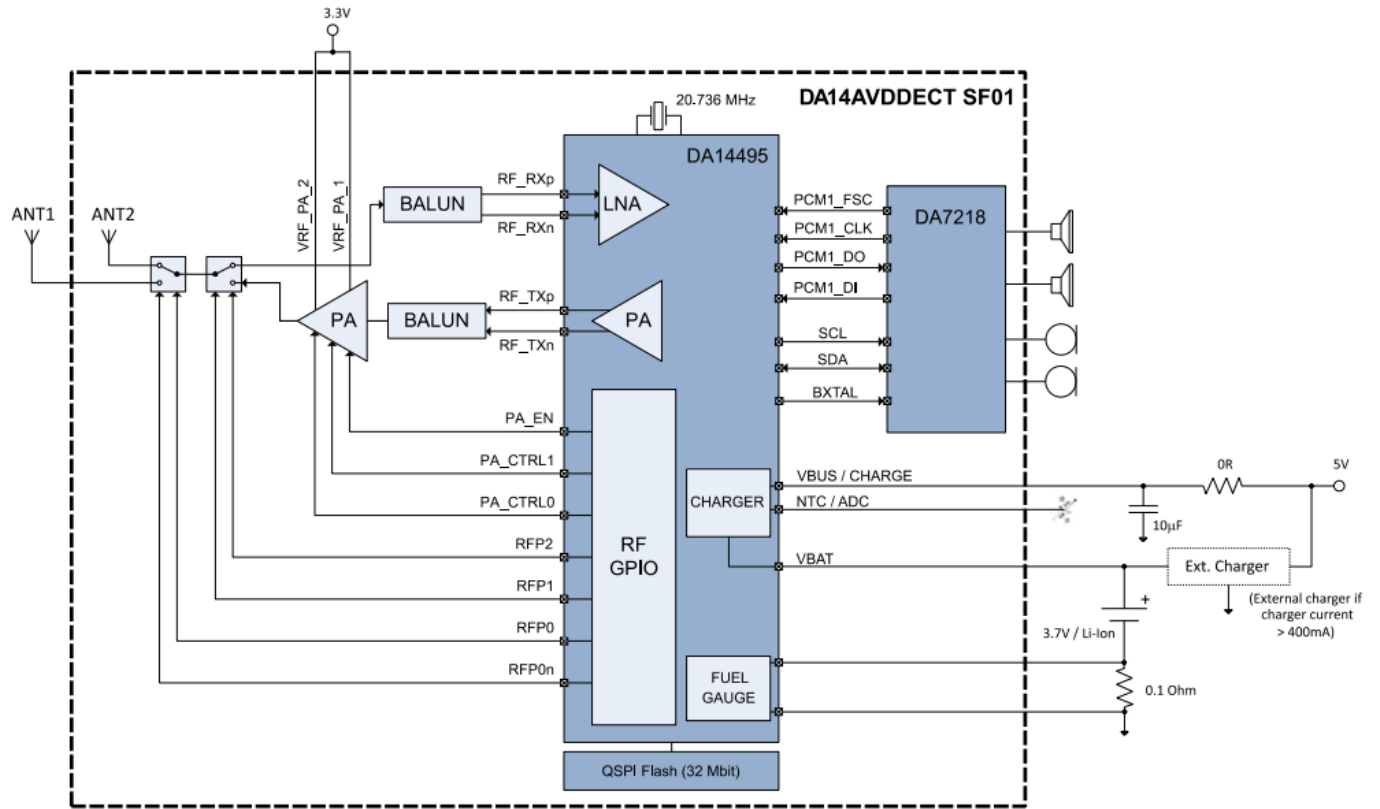 3.3V
DA14AVDDECT SF01
20.736 MHz
DA14495
VRF_PA_2
VRF_PA_1
ANT1
ANT2
BALUN
RF_RXp
RF_RXn
LNA
PA
BALUN
RF_TXp
RF_TXn
PA
PCM1_FSC
PCM1_CLK
PCM1_DO
PCM1_DI
SCL
SDA
BXTAL
DA7218
PA_EN
PA_CTRL1
PA_CTRL0
RFP2
RFP1
RFP0
RFP0n
RF
GPIO
CHARGER
VBUS / CHARGE
NTC / ADC
VBAT
0R
5V
10µF
Ext. Charger
(External charger if
charger current
> 400mA)
+
3.7V / Li-Ion
0.1 Ohm
FUEL
GAUGE
QSPI Flash (32 Mbit)